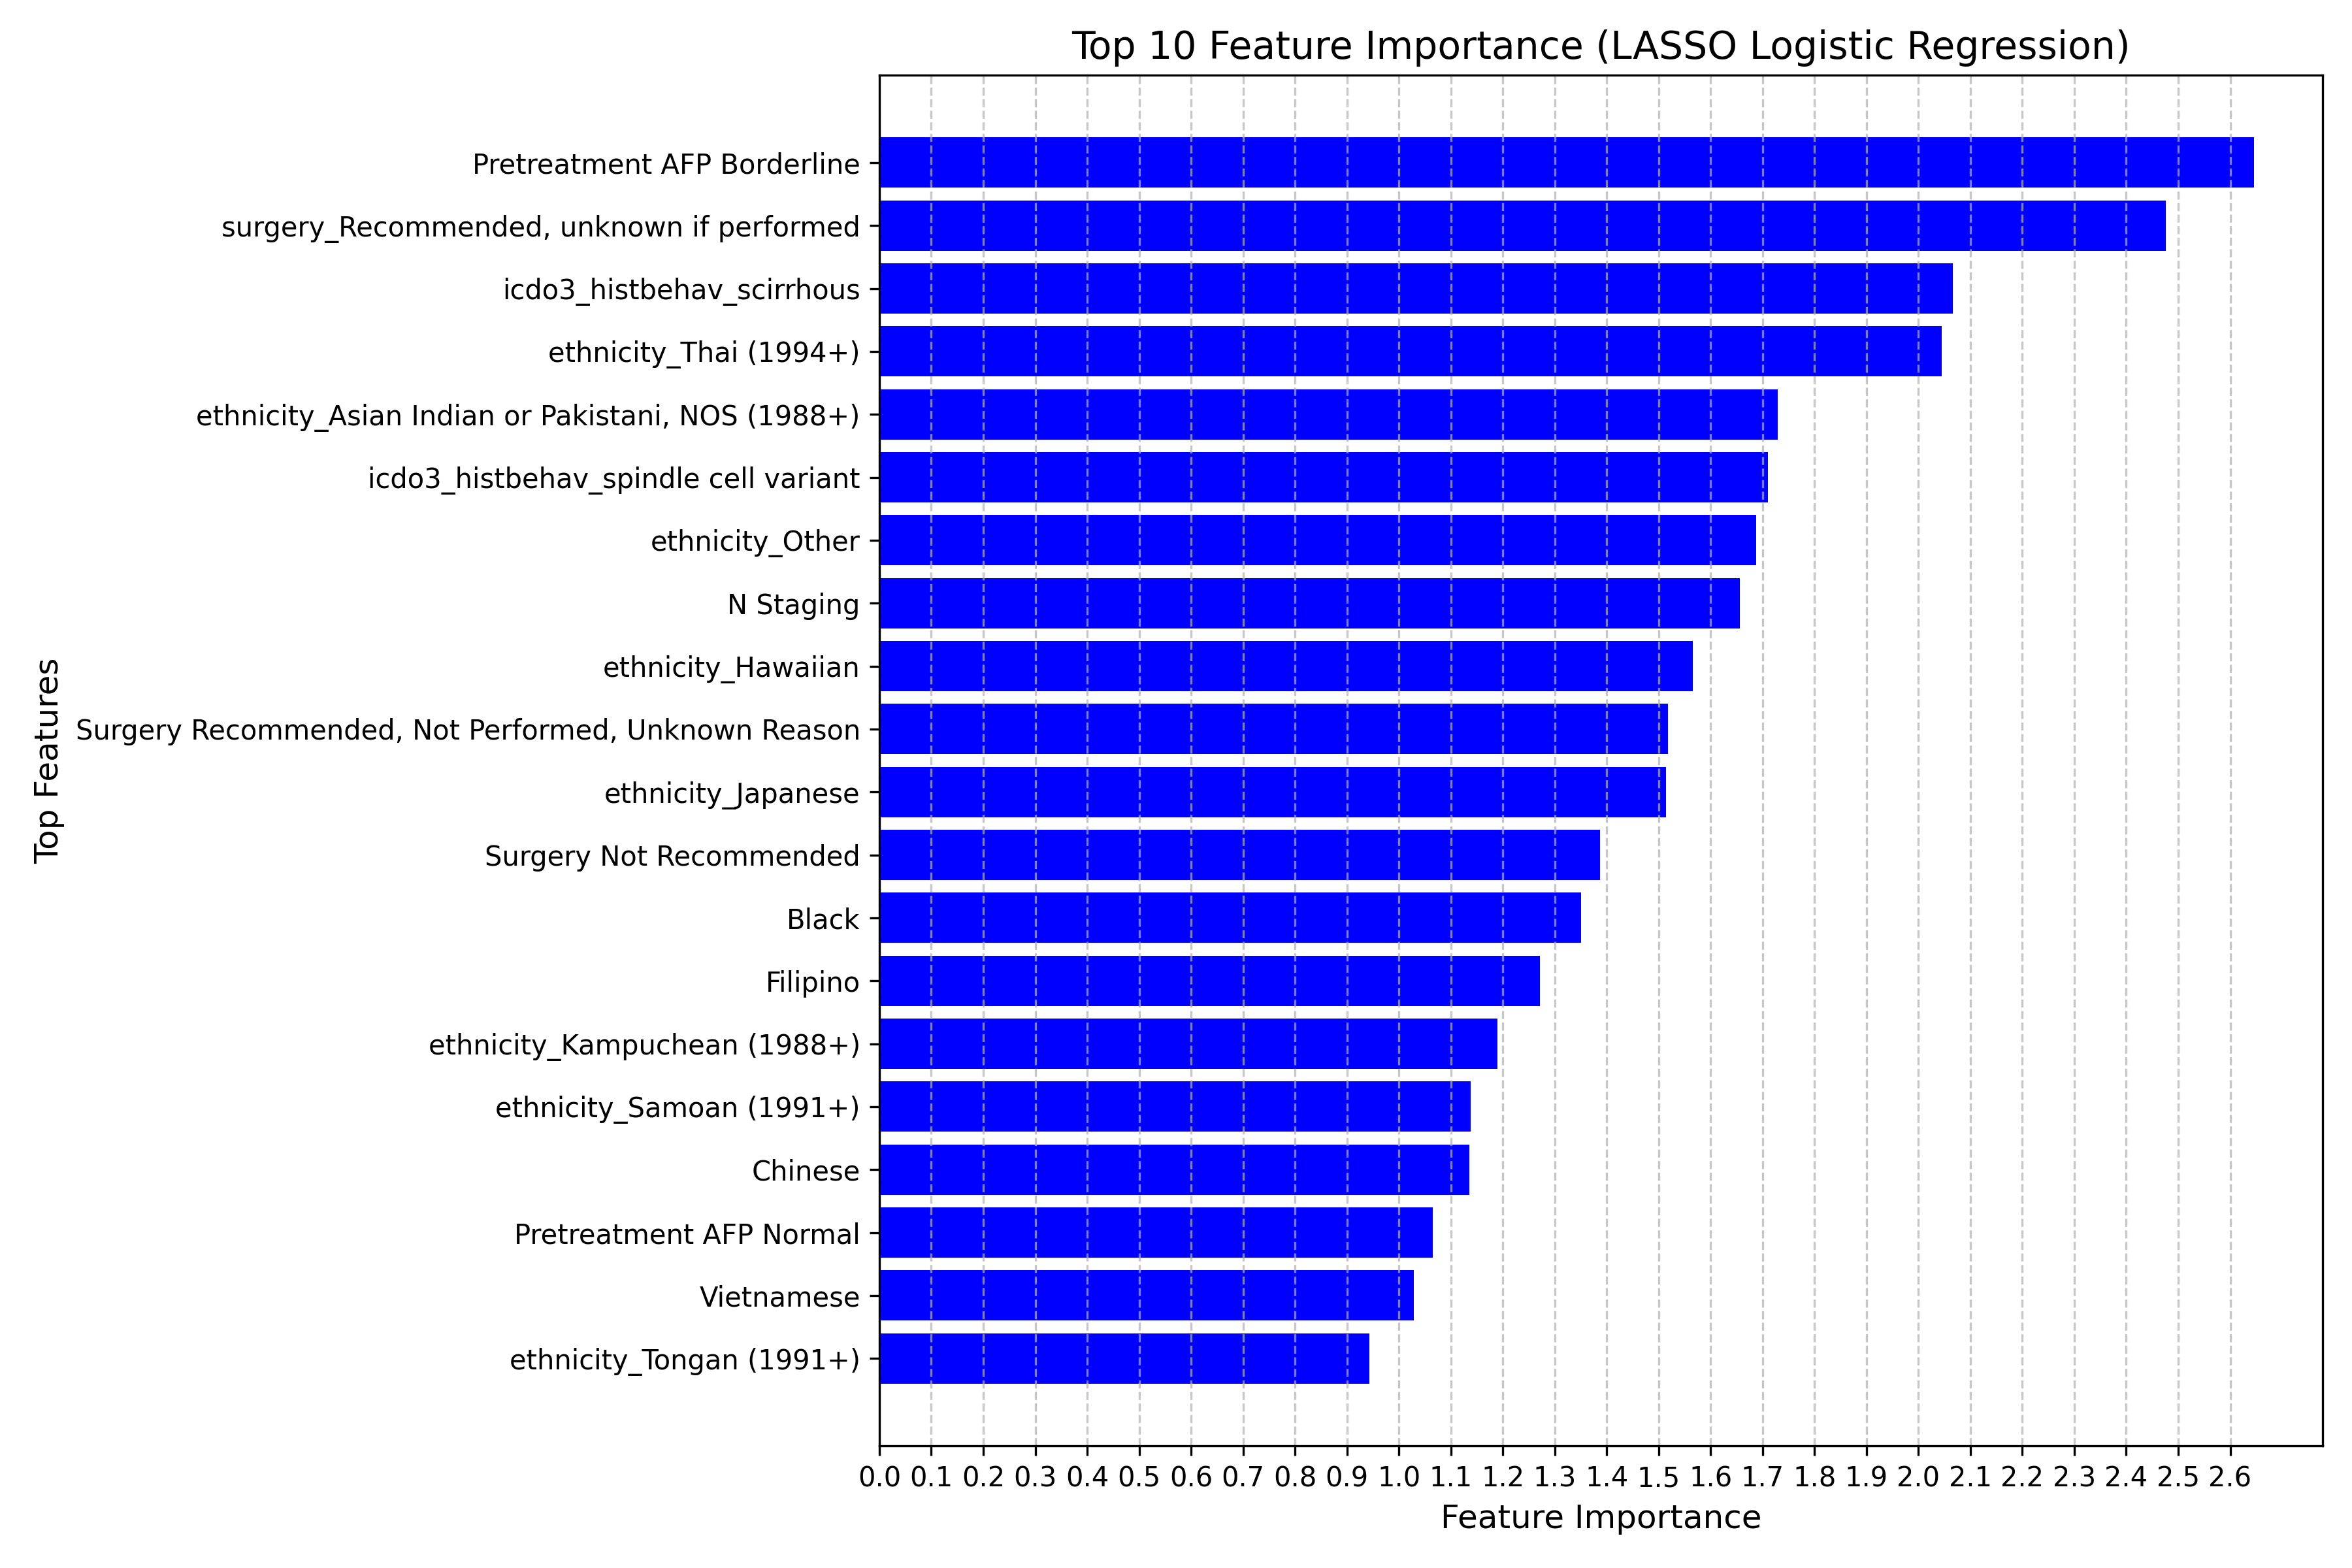 Top 10 Feature Importance (LASSO Logistic Regression)
Top Features
Pretreatment AFP Borderline
surgery_Recommended, unknown if performed
icdo3_histbehav_scirrhous
ethnicity_Thai (1994+)
ethnicity_Asian Indian or Pakistani, NOS (1988+)
icdo3_histbehav_spindle cell variant
ethnicity_Other
N Staging
ethnicity_Hawaiian
Surgery Recommended, Not Performed, Unknown Reason
ethnicity_Japanese
Surgery Not Recommended
Black
Filipino
ethnicity_Kampuchean (1988+)
ethnicity_Samoan (1991+)
Chinese
Pretreatment AFP Normal
Vietnamese
ethnicity_Tongan (1991+)
0.0 0.1 0.2 0.3 0.4 0.5 0.6 0.7 0.8 0.9 1.0 1.1 1.2 1.3 1.4 1.5 1.6 1.7 1.8 1.9 2.0 2.1 2.2 2.3 2.4 2.5 2.6
Feature Importance